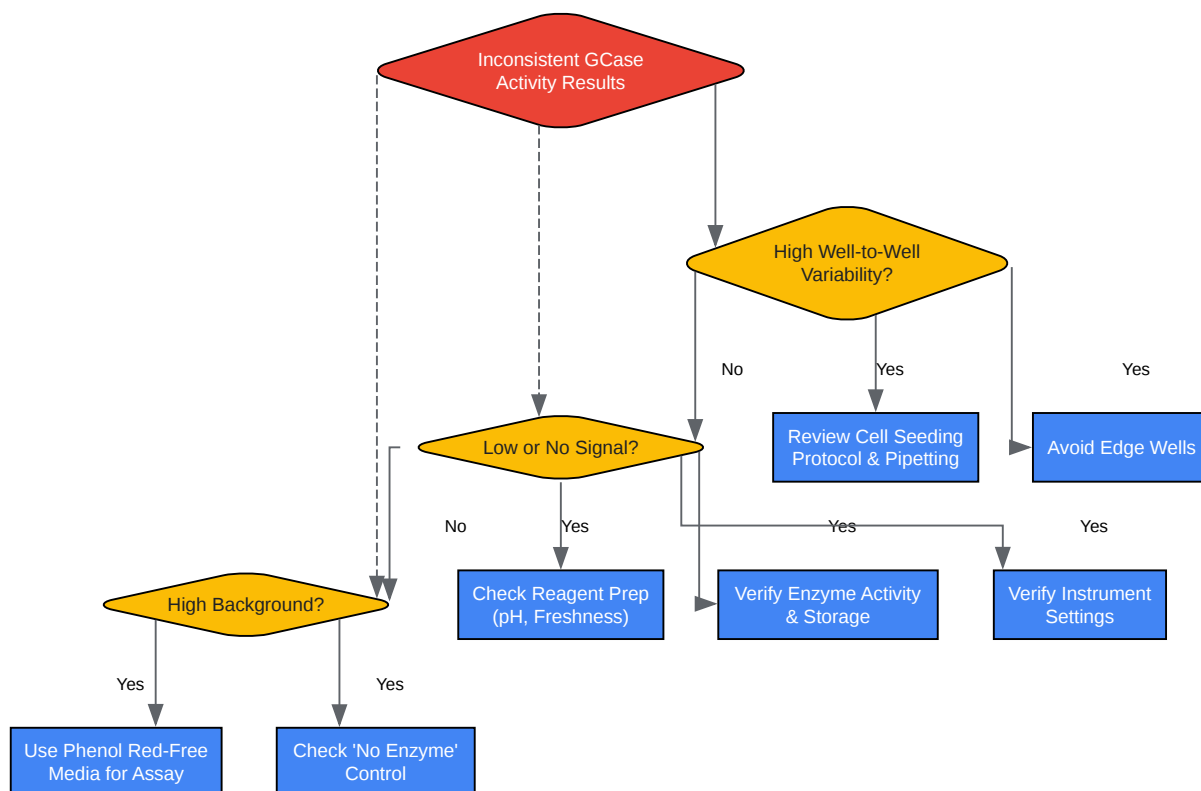 Inconsistent GCase
Activity Results
High Well-to-Well
Variability?
No
Yes
Yes
Review Cell Seeding
Protocol & Pipetting
Avoid Edge Wells
Low or No Signal?
No
Yes
Yes
Yes
Check Reagent Prep
(pH, Freshness)
Verify Enzyme Activity
& Storage
Verify Instrument
Settings
High Background?
Yes
Yes
Use Phenol Red-Free
Media for Assay
Check 'No Enzyme'
Control